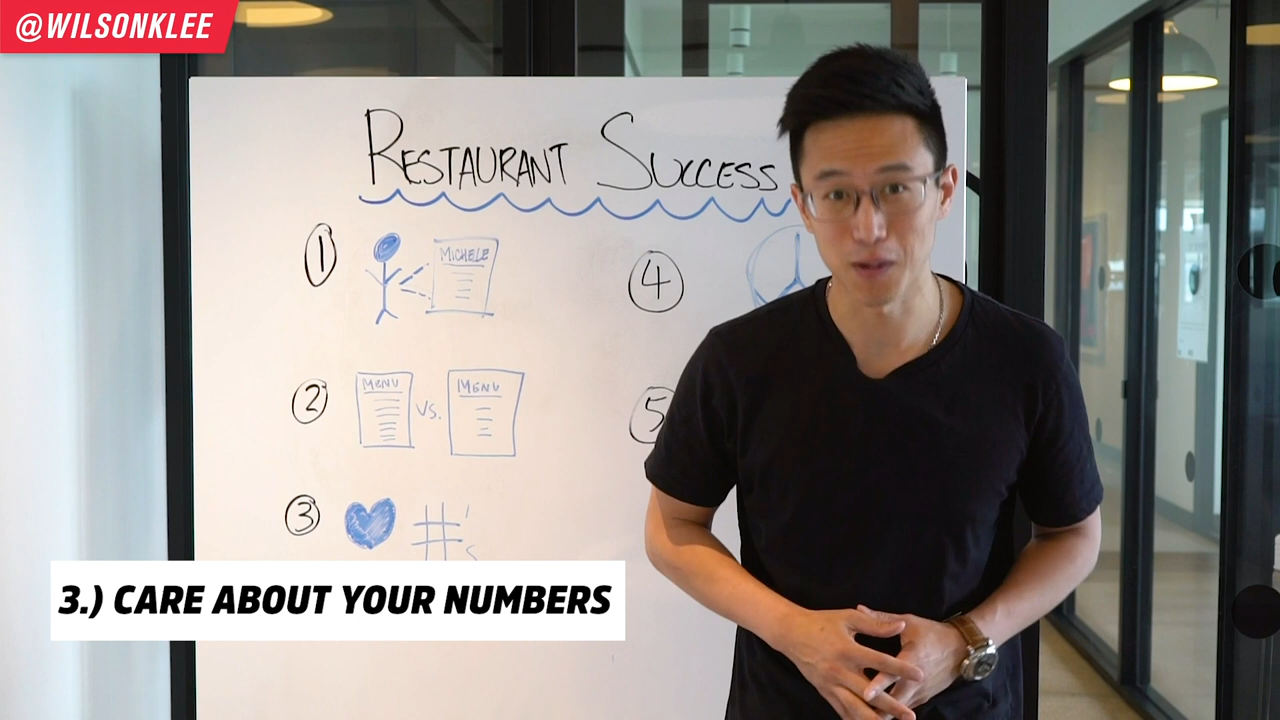 @WILSONKLEE
RESTAURANT SUCCESS
1
MICHELE
4
2
MENU
VS.
MENU
5
3
#'s
3.) CARE ABOUT YOUR NUMBERS